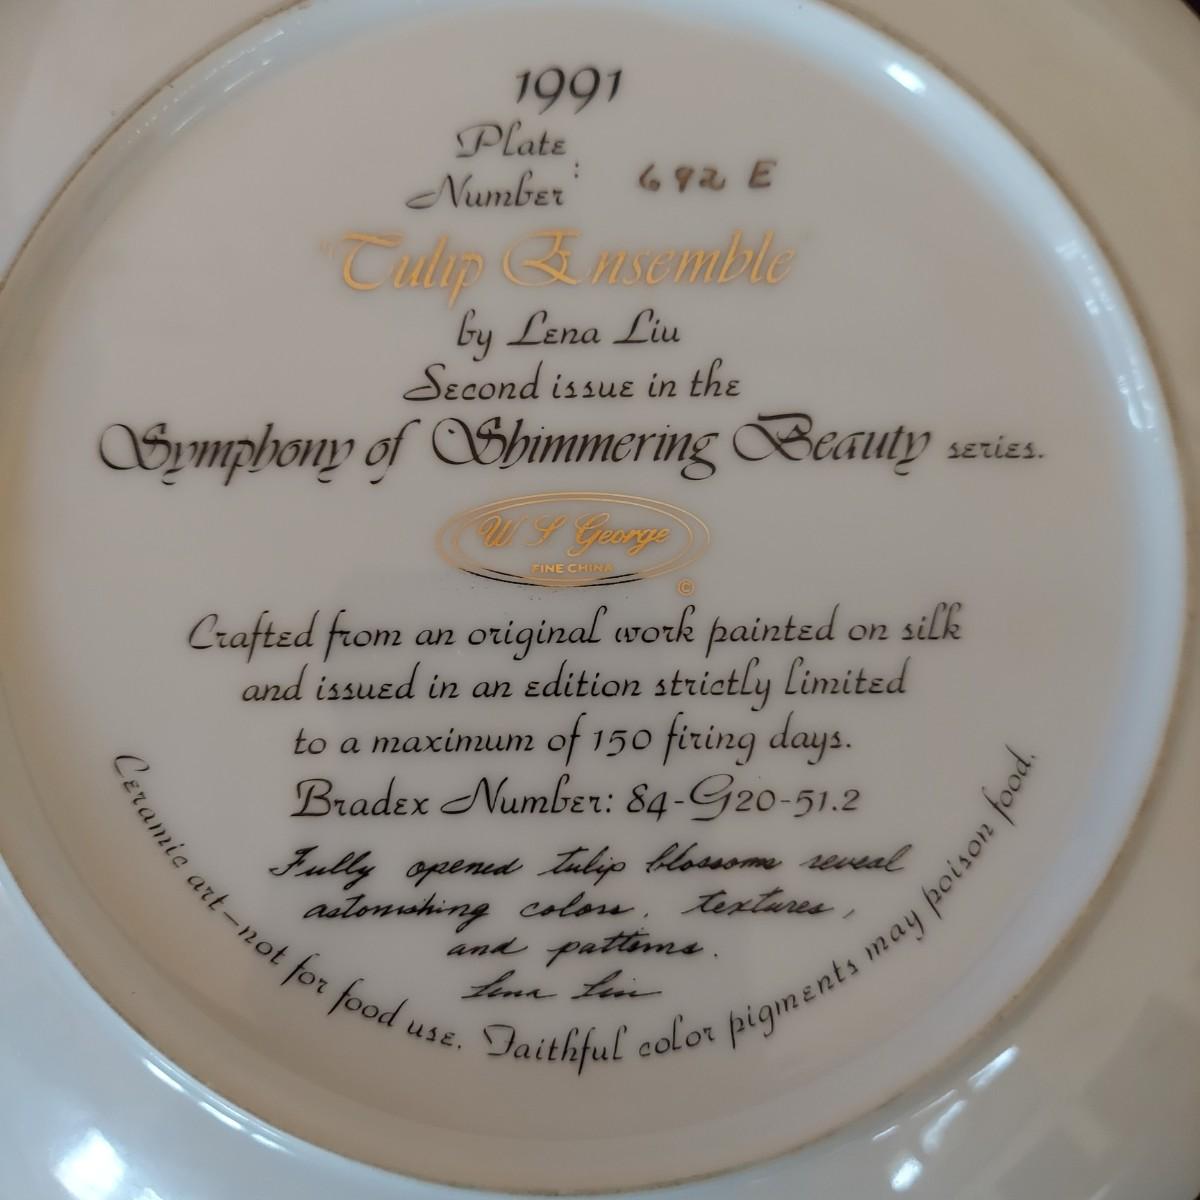 1991
Plate
Number : 692 E
"Tulip Ensemble"
by Lena Liu
Second issue in the
Symphony of Shimmering Beauty series.
W S George
FINE CHINA
©
Crafted from an original work painted on silk
and issued in an edition strictly limited
to a maximum of 150 firing days.
Bradex Number: 84-G20-51.2
Fully opened tulip blossoms reveal
astonishing colors, textures,
and patterns.
Lena Liu
Ceramic art—not for food use. Faithful color pigments may poison food.